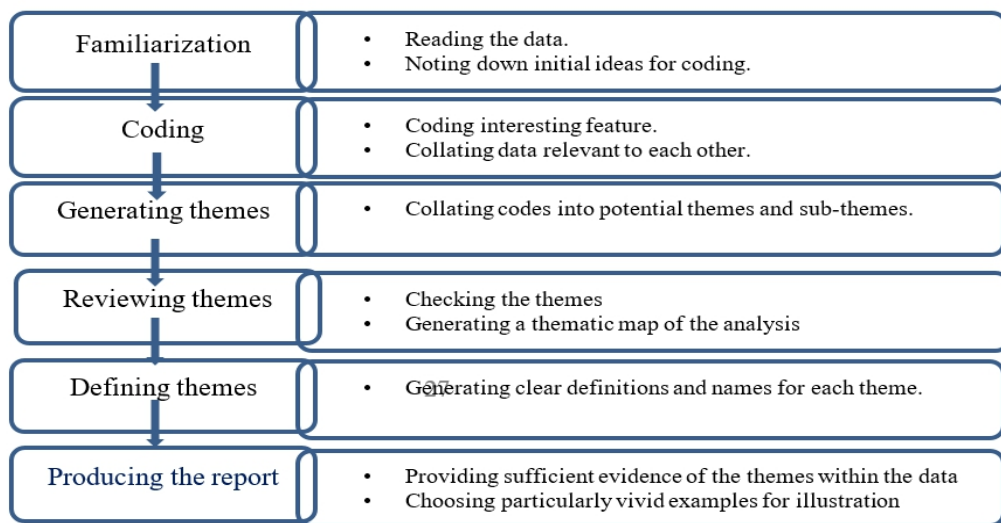 Familiarization
• Reading the data.
• Noting down initial ideas for coding.
Coding
• Coding interesting feature.
• Collating data relevant to each other.
Generating themes
• Collating codes into potential themes and sub-themes.
Reviewing themes
• Checking the themes
• Generating a thematic map of the analysis
Defining themes
• Generating clear definitions and names for each theme.
27
Producing the report
• Providing sufficient evidence of the themes within the data
• Choosing particularly vivid examples for illustration